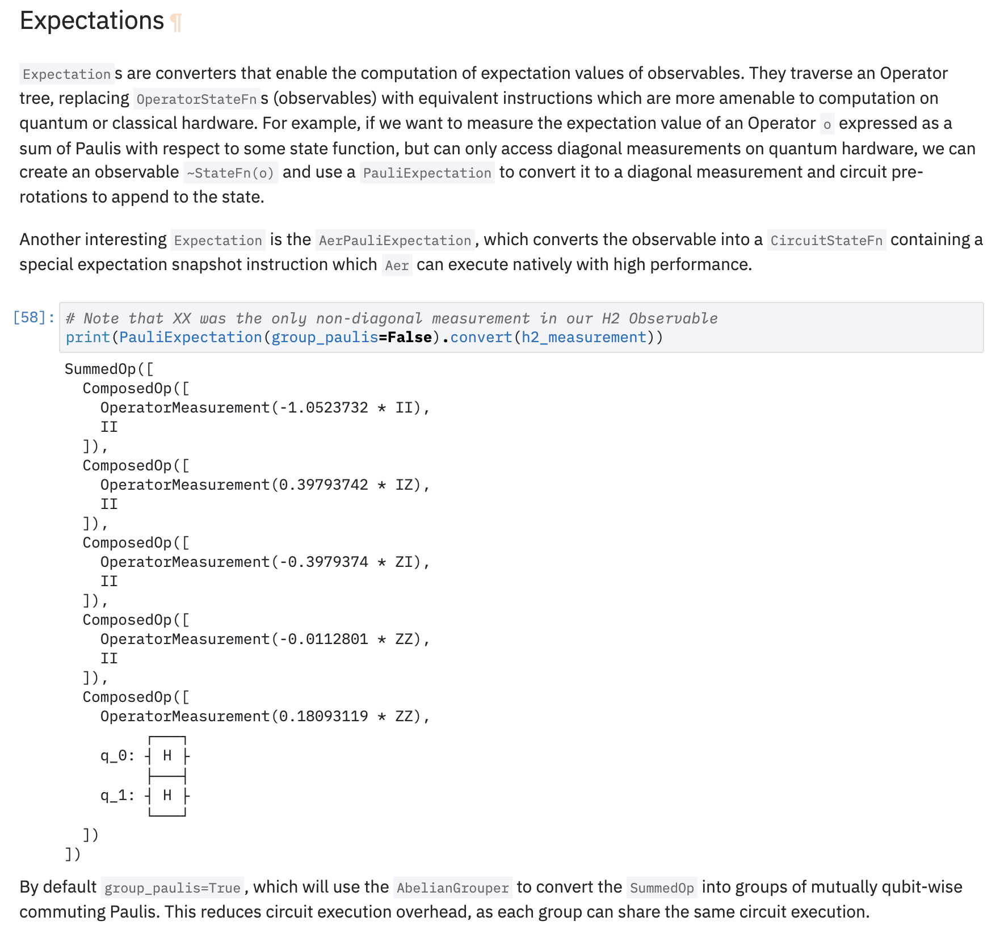 Expectations ¶
Expectations are converters that enable the computation of expectation values of observables. They traverse an Operator
tree, replacing OperatorStateFns (observables) with equivalent instructions which are more amenable to computation on
quantum or classical hardware. For example, if we want to measure the expectation value of an Operator o expressed as a
sum of Paulis with respect to some state function, but can only access diagonal measurements on quantum hardware, we can
create an observable ~StateFn(o) and use a PauliExpectation to convert it to a diagonal measurement and circuit pre-
rotations to append to the state.
Another interesting Expectation is the AerPauliExpectation, which converts the observable into a CircuitStateFn containing a
special expectation snapshot instruction which Aer can execute natively with high performance.
[58]: # Note that XX was the only non-diagonal measurement in our H2 Observable
print(PauliExpectation(group_paulis=False).convert(h2_measurement))
SummedOp([
  ComposedOp([
    OperatorMeasurement(-1.0523732 * II),
    II
  ]),
  ComposedOp([
    OperatorMeasurement(0.39793742 * IZ),
    II
  ]),
  ComposedOp([
    OperatorMeasurement(-0.3979374 * ZI),
    II
  ]),
  ComposedOp([
    OperatorMeasurement(-0.0112801 * ZZ),
    II
  ]),
  ComposedOp([
    OperatorMeasurement(0.18093119 * ZZ),
         ┌───┐
    q_0: ┤ H ├
         ├───┤
    q_1: ┤ H ├
         └───┘
  ])
])
By default group_paulis=True, which will use the AbelianGrouper to convert the SummedOp into groups of mutually qubit-wise
commuting Paulis. This reduces circuit execution overhead, as each group can share the same circuit execution.